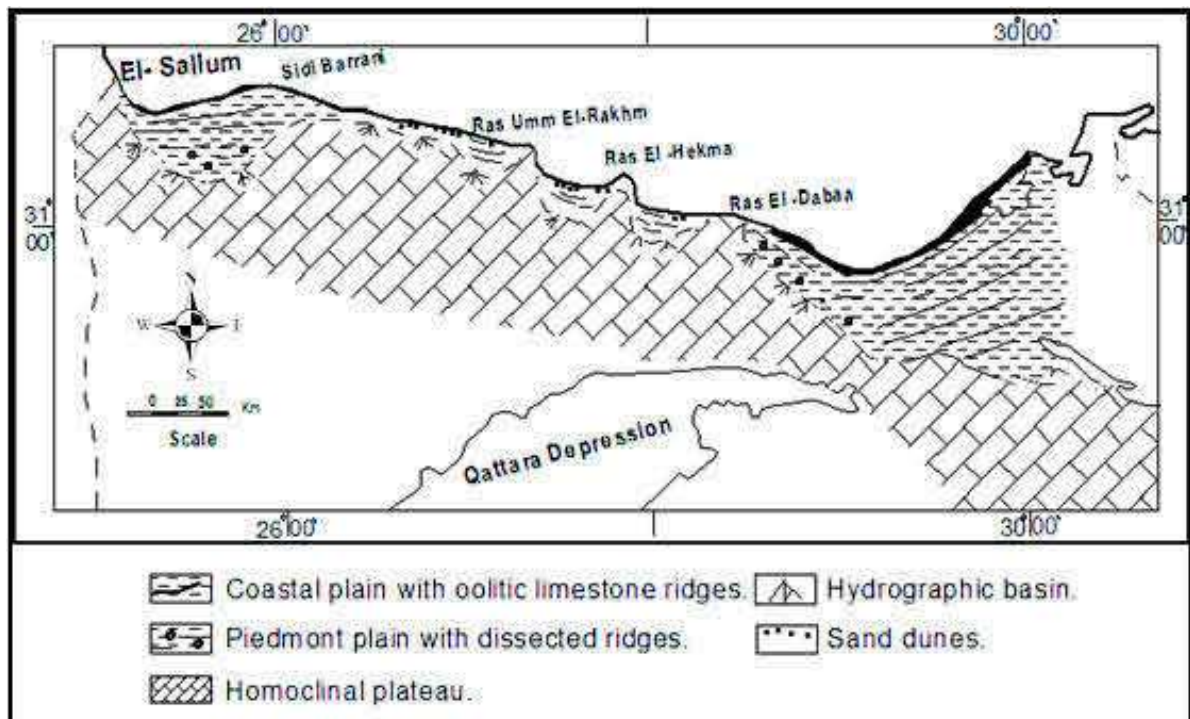 26°00' 30°00'
El- Sallum
Sidi Barrani
Ras Umm El-Rakhm
Ras El -Hekma
Ras El -Dabaa
31°00' 31°00'
N
W E
S
0 25 50 Km
Scale
Qattara Depression
26°00' 30°00'
Coastal plain with oolitic limestone ridges. Hydrographic basin.
Piedmont plain with dissected ridges. Sand dunes.
Homoclinal plateau.